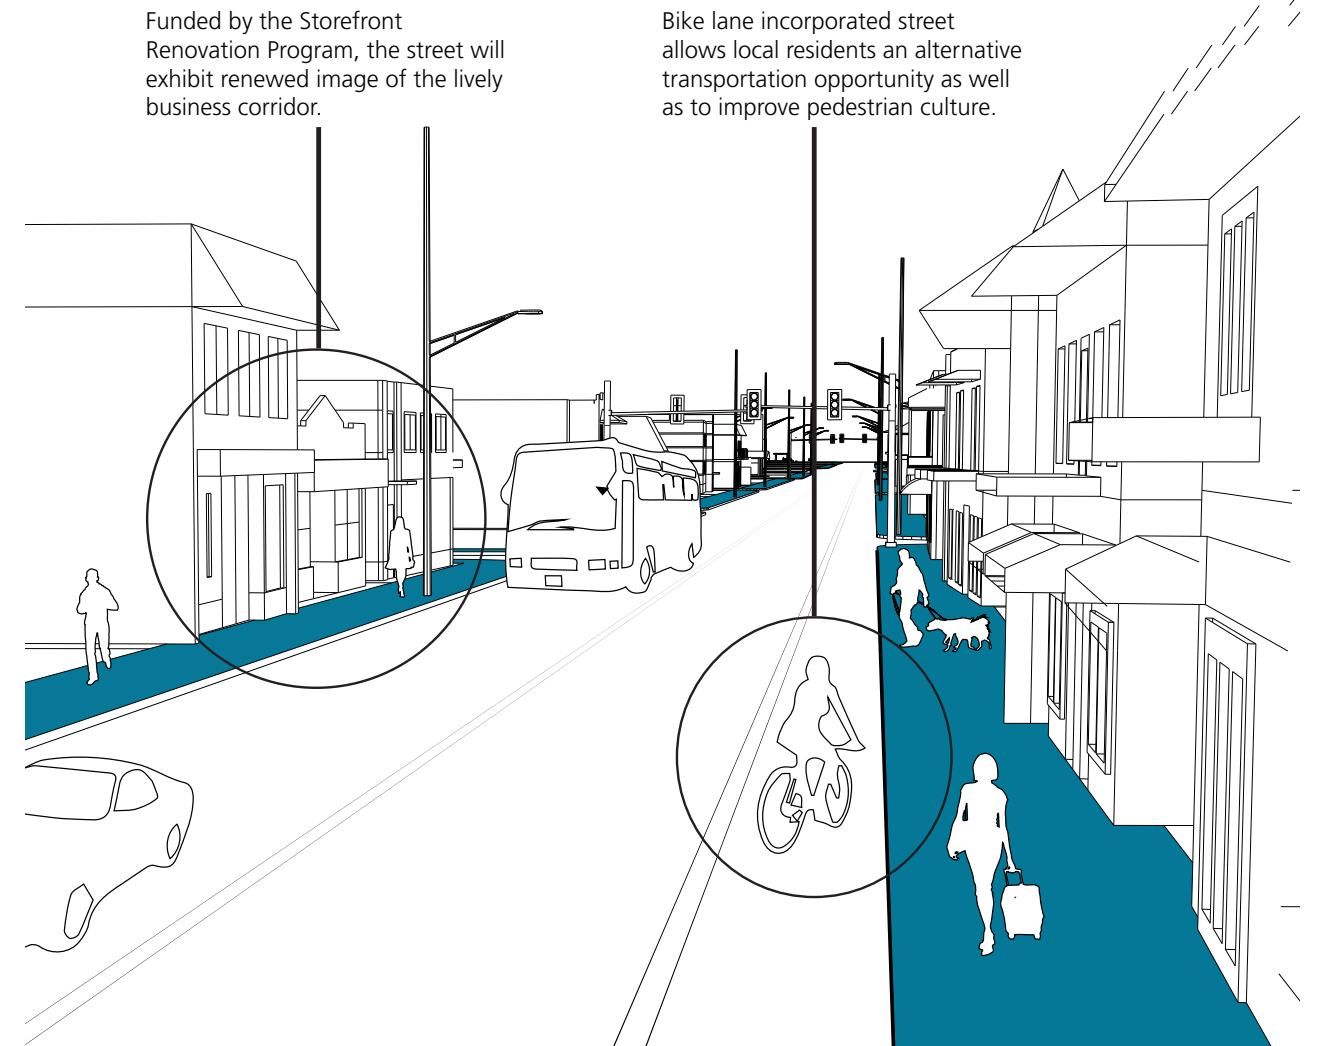 Funded by the Storefront
Renovation Program, the street will
exhibit renewed image of the lively
business corridor.
Bike lane incorporated street
allows local residents an alternative
transportation opportunity as well
as to improve pedestrian culture.